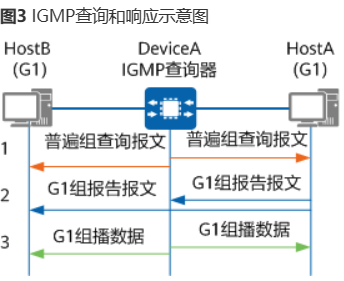 图3 IGMP查询和响应示意图
HostB
(G1)
DeviceA
IGMP查询器
HostA
(G1)
1
普遍组查询报文
普遍组查询报文
2
G1组报告报文
G1组报告报文
3
G1组播数据
G1组播数据